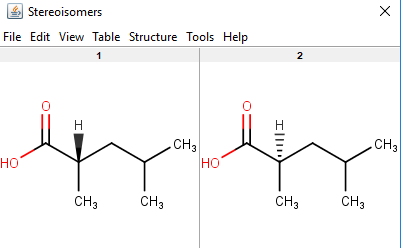 Stereoisomers
File Edit View Table Structure Tools Help
1 2
O O
H H
CH₃ CH₃
HO HO
CH₃ CH₃ CH₃ CH₃